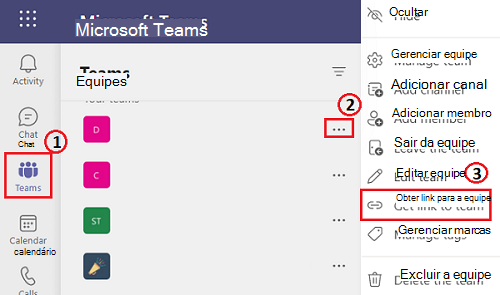 Microsoft Teams
Microsoft Teams
Activity
Chat
Chat
1
Teams
Calendar
calendário
Calls
Teams
Equipes
Your teams
2
D
...
C
...
ST
...
...
Ocultar
Hide
Gerenciar equipe
Manage team
Adicionar canal
Add channel
Adicionar membro
Add member
Sair da equipe
Leave the team
Editar equipe
Edit team
3
Obter link para a equipe
Get link to team
Gerenciar marcas
Manage tags
Excluir a equipe
Delete the team